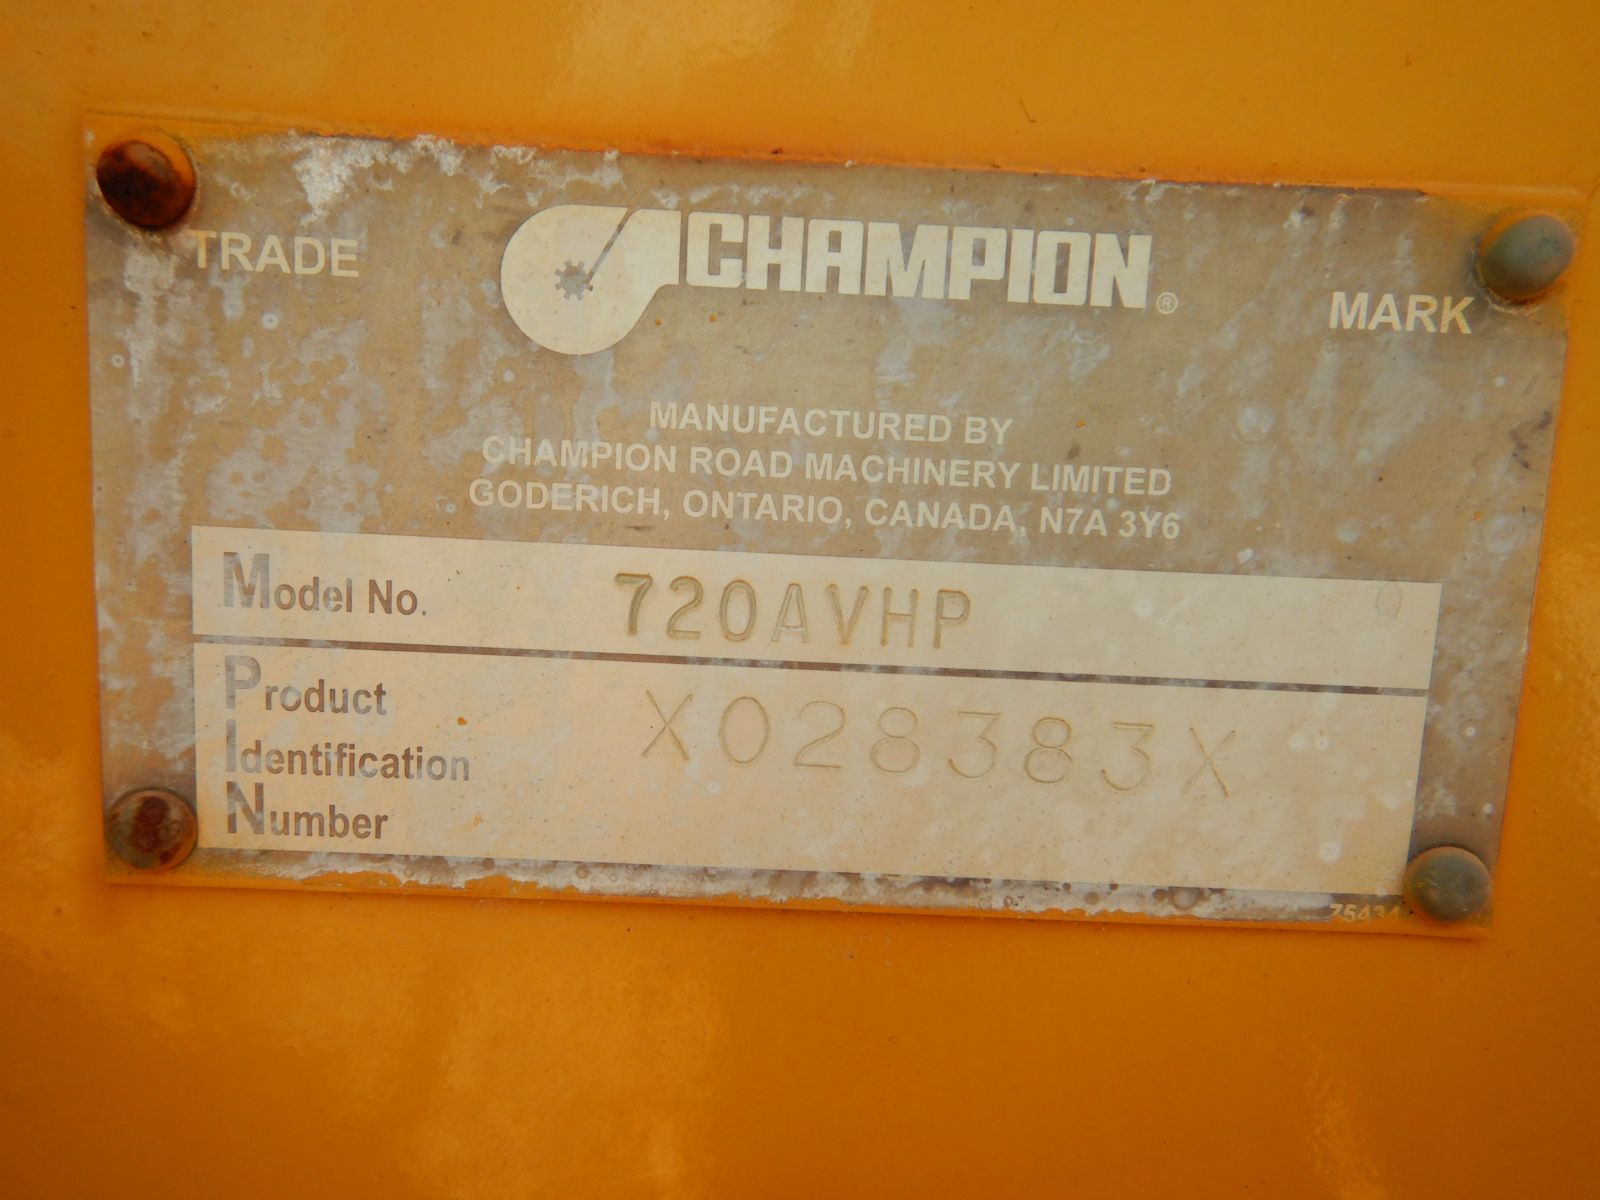 TRADE CHAMPION® MARK
MANUFACTURED BY
CHAMPION ROAD MACHINERY LIMITED
GODERICH, ONTARIO, CANADA, N7A 3Y6
Model No. 720AVHP 0
Product X028383X
Identification
Number